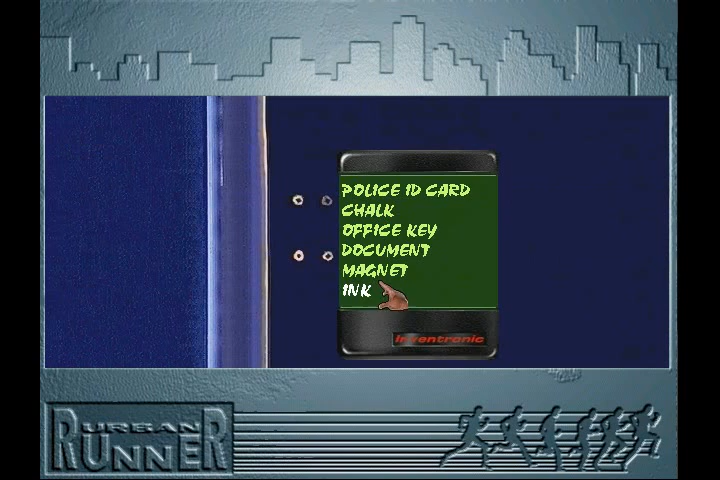 POLICE ID CARD
CHALK
OFFICE KEY
DOCUMENT
MAGNET
INK
Inventronic
URBAN
RUNNER